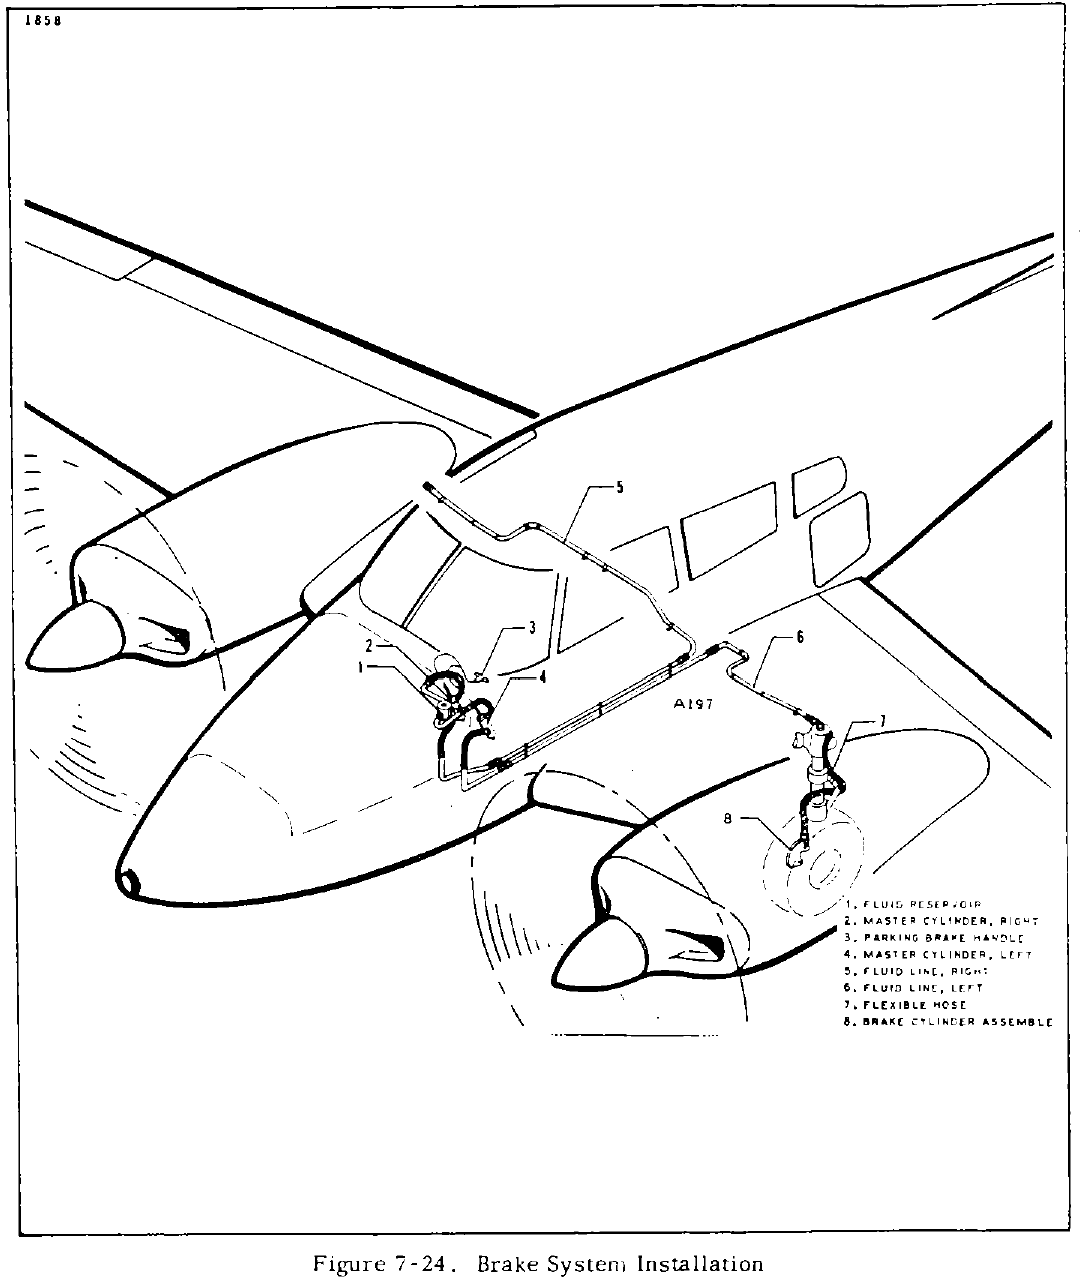 1858
5
3
2
1
4
6
A197
7
8
1. FLUID RESERVOIR
2. MASTER CYLINDER, RIGHT
3. PARKING BRAKE HANDLE
4. MASTER CYLINDER, LEFT
5. FLUID LINE, RIGHT
6. FLUID LINE, LEFT
7. FLEXIBLE HOSE
8. BRAKE CYLINDER ASSEMBLE
Figure 7-24. Brake System Installation